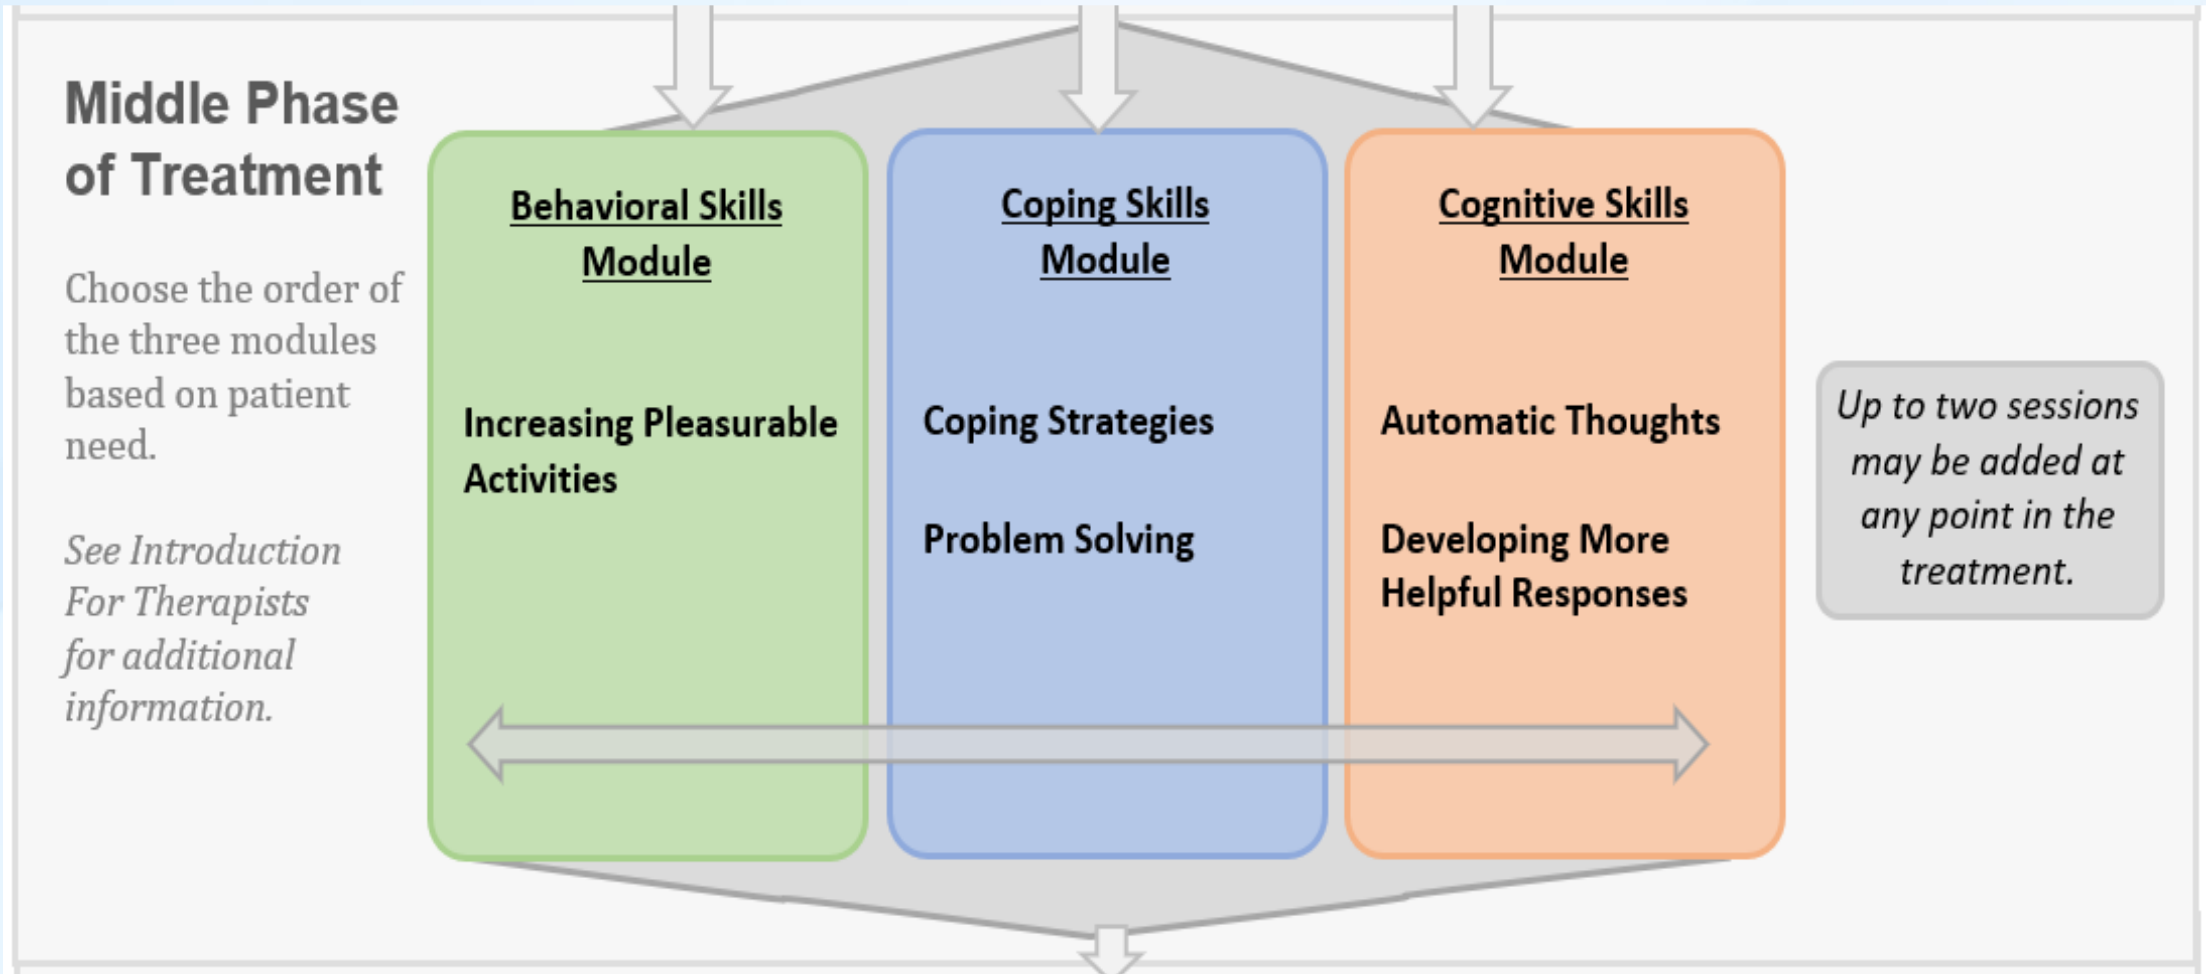 Middle Phase
of Treatment
Choose the order of
the three modules
based on patient
need.
See Introduction
For Therapists
for additional
information.
Behavioral Skills
Module
Increasing Pleasurable
Activities
Coping Skills
Module
Coping Strategies
Problem Solving
Cognitive Skills
Module
Automatic Thoughts
Developing More
Helpful Responses
Up to two sessions
may be added at
any point in the
treatment.